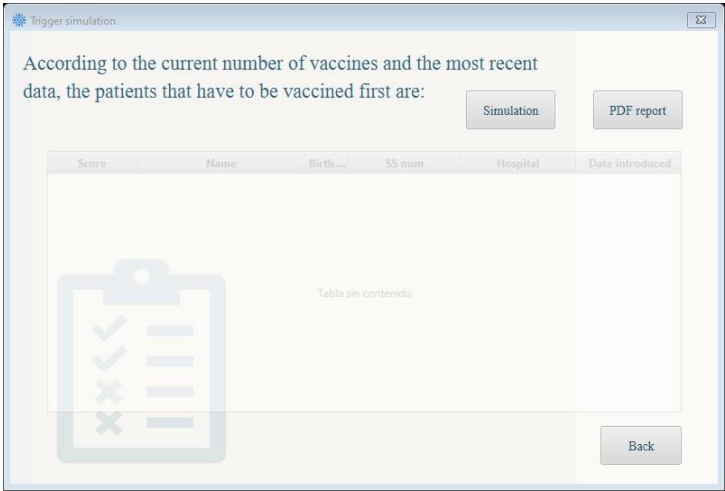 Trigger simulation
According to the current number of vaccines and the most recent
data, the patients that have to be vaccined first are:
Simulation
PDF report
Score Name Birth ... SS num Hospital Date introduced
Tabla sin contenido
Back